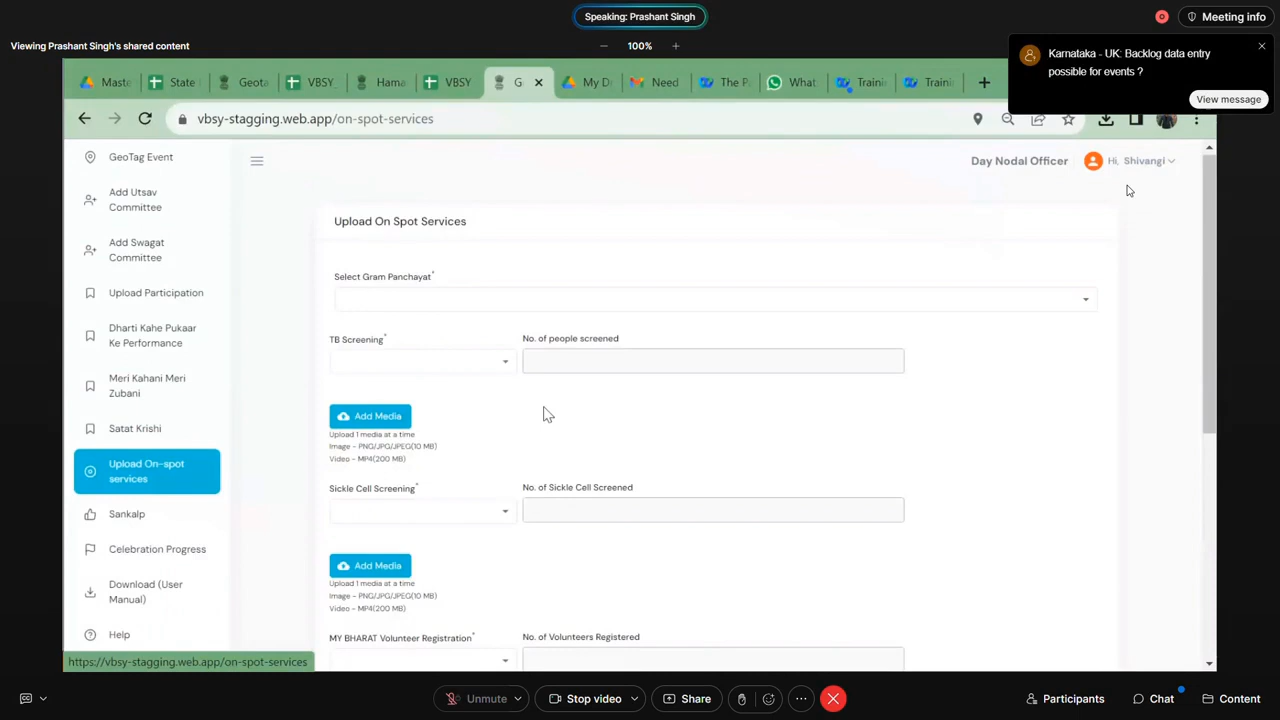 Speaking: Prashant Singh
Meeting info
Viewing Prashant Singh's shared content
100%
Karnataka - UK: Backlog data entry
possible for events ?
View message
Maste
State
Geota
VBSY
Hama
VBSY
G
My D
Need
The P
What
Traini
Traini
vbsy-stagging.web.app/on-spot-services
GeoTag Event
Day Nodal Officer
Hi, Shivangi
Add Utsav
Committee
Add Swagat
Committee
Upload Participation
Dharti Kahe Pukaar
Ke Performance
Meri Kahani Meri
Zubani
Satat Krishi
Upload On-spot
services
Sankalp
Celebration Progress
Download (User
Manual)
Help
Upload On Spot Services
Select Gram Panchayat*
TB Screening*
No. of people screened
Add Media
Upload 1 media at a time
Image - PNG/JPG/JPEG(10 MB)
Video - MP4(200 MB)
Sickle Cell Screening*
No. of Sickle Cell Screened
Add Media
Upload 1 media at a time
Image - PNG/JPG/JPEG(10 MB)
Video - MP4(200 MB)
MY BHARAT Volunteer Registration*
No. of Volunteers Registered
https://vbsy-stagging.web.app/on-spot-services
Unmute
Stop video
Share
Participants
Chat
Content